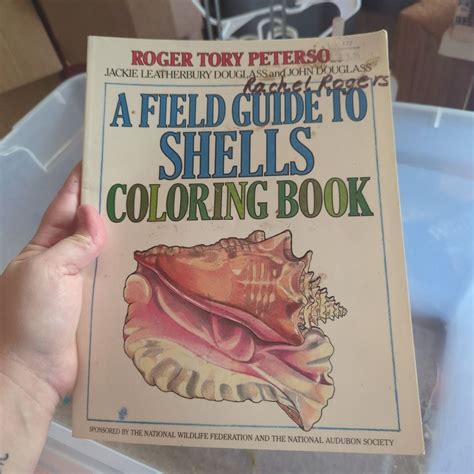 ROGER TORY PETERSO
JACKIE LEATHERBURY DOUGLASS and JOHN DOUGLASS
Rachel Rogers
A FIELD GUIDE TO
SHELLS
COLORING BOOK
SPONSORED BY THE NATIONAL WILDLIFE FEDERATION AND THE NATIONAL AUDUBON SOCIETY